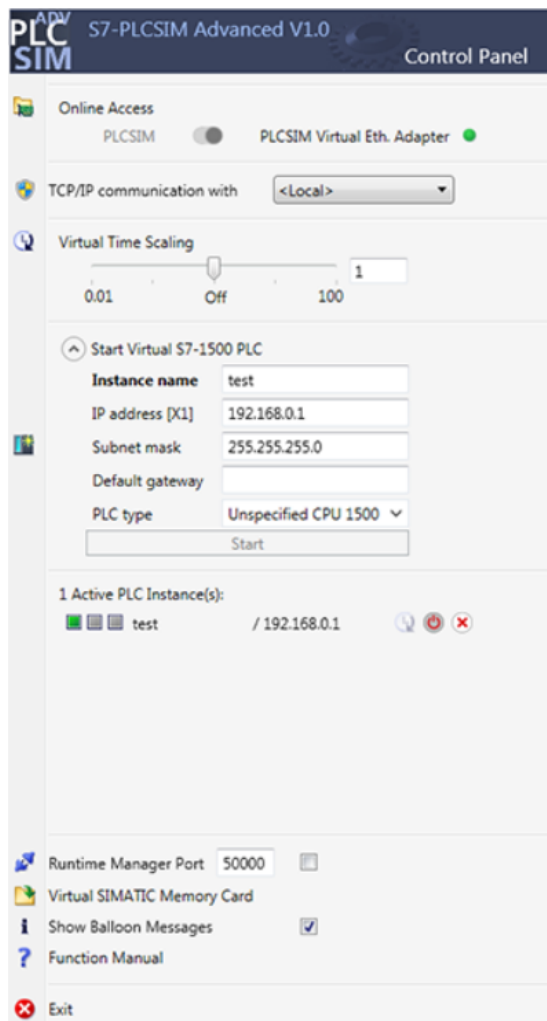 PLC ADV
SIM
S7-PLCSIM Advanced V1.0
Control Panel
Online Access
PLCSIM PLCSIM Virtual Eth. Adapter
TCP/IP communication with <Local>
Virtual Time Scaling
1
0.01 Off 100
Start Virtual S7-1500 PLC
Instance name test
IP address [X1] 192.168.0.1
Subnet mask 255.255.255.0
Default gateway
PLC type Unspecified CPU 1500
Start
1 Active PLC Instance(s):
test / 192.168.0.1
Runtime Manager Port 50000
Virtual SIMATIC Memory Card
Show Balloon Messages
Function Manual
Exit